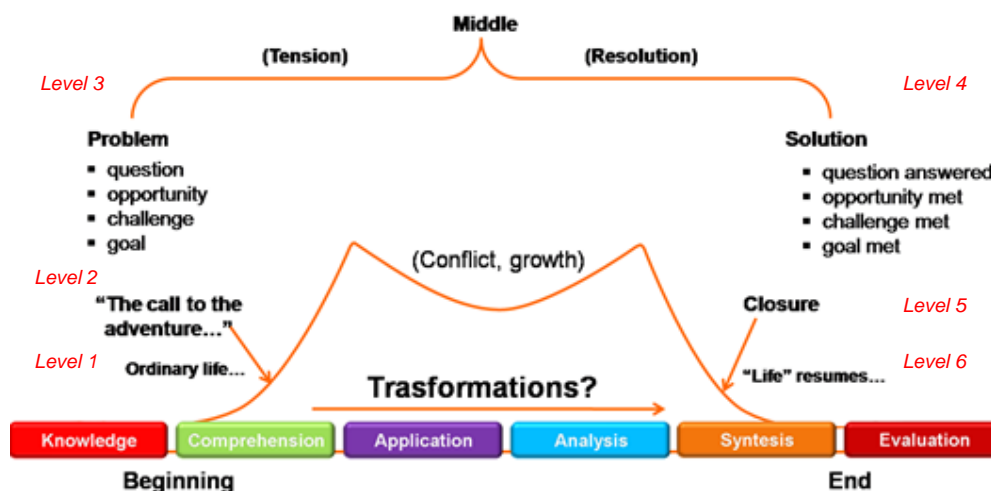 Middle
(Tension)
(Resolution)
Level 3
Level 4
Problem
▪ question
▪ opportunity
▪ challenge
▪ goal
Solution
▪ question answered
▪ opportunity met
▪ challenge met
▪ goal met
(Conflict, growth)
Level 2
“The call to the
adventure…”
Closure
Level 5
Level 1
Ordinary life…
Level 6
“Life” resumes…
Trasformations?
Knowledge
Comprehension
Application
Analysis
Syntesis
Evaluation
Beginning
End